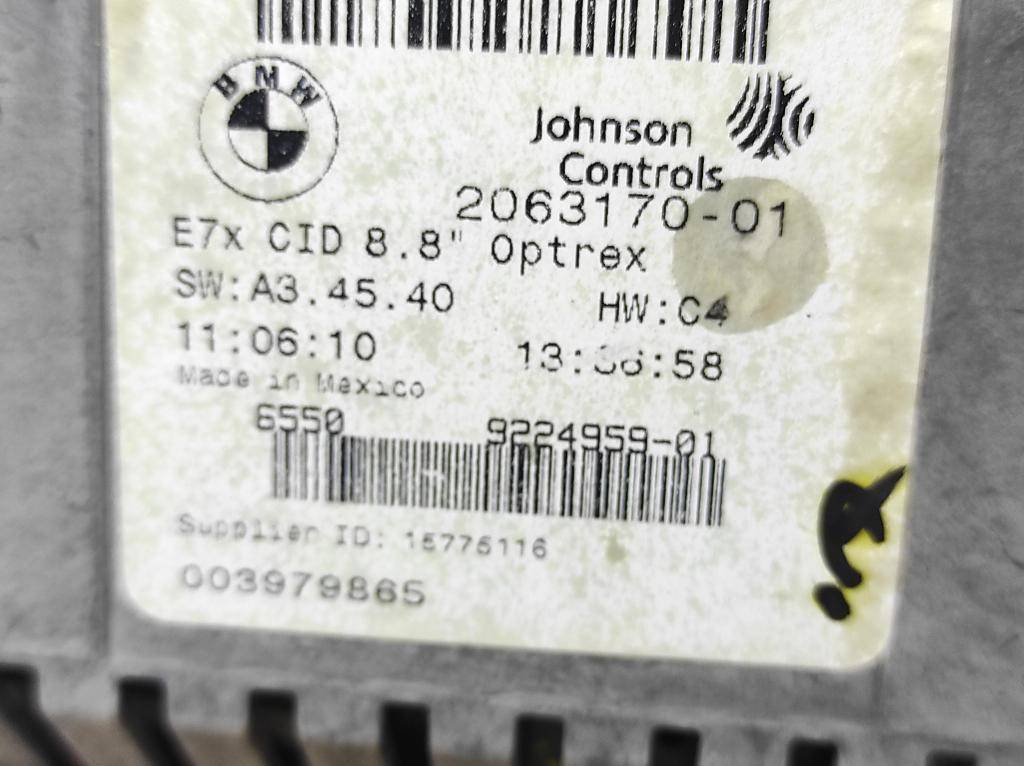 BMW
Johnson
Controls
2063170-01
E7x CID 8.8" Optrex
SW:A3.45.40 HW:C4
11:06:10
Made in Mexico
6550 9224959-01
Supplier ID: 15775116
003979865